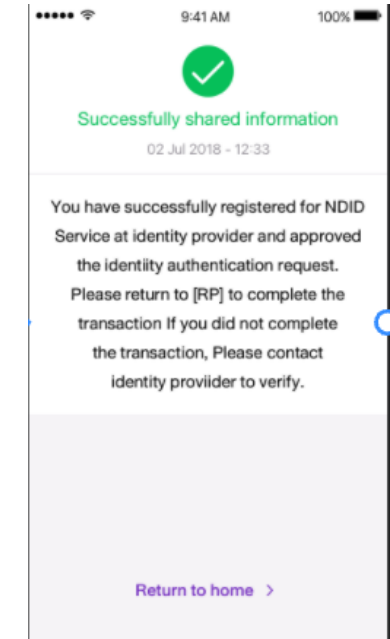 9:41 AM 100%
Successfully shared information
02 Jul 2018 - 12:33
You have successfully registered for NDID
Service at identity provider and approved
the identiity authentication request.
Please return to [RP] to complete the
transaction If you did not complete
the transaction, Please contact
identity proviider to verify.
Return to home >